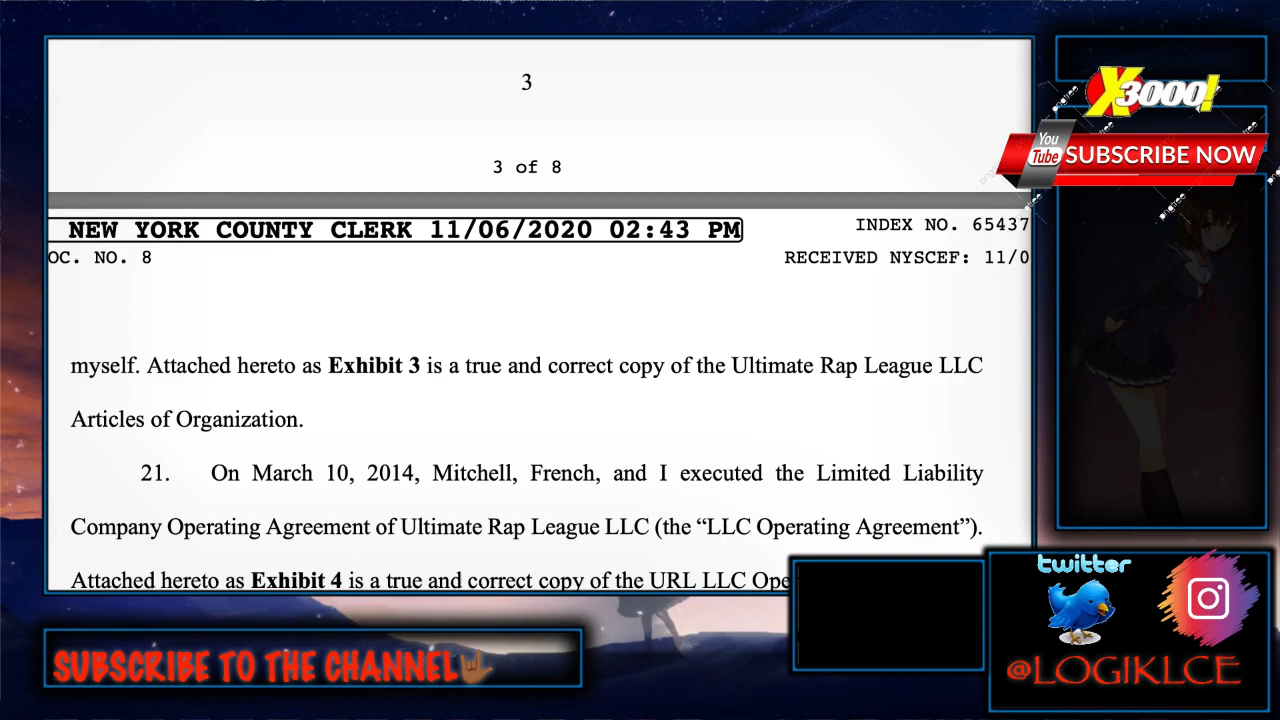 3
3 of 8
NEW YORK COUNTY CLERK 11/06/2020 02:43 PM
INDEX NO. 65437
OC. NO. 8
RECEIVED NYSCEF: 11/0
myself. Attached hereto as Exhibit 3 is a true and correct copy of the Ultimate Rap League LLC
Articles of Organization.
21. On March 10, 2014, Mitchell, French, and I executed the Limited Liability
Company Operating Agreement of Ultimate Rap League LLC (the “LLC Operating Agreement”).
Attached hereto as Exhibit 4 is a true and correct copy of the URL LLC Ope
X3000!
You
Tube
SUBSCRIBE NOW
twitter
@LOGIKLCE
SUBSCRIBE TO THE CHANNEL